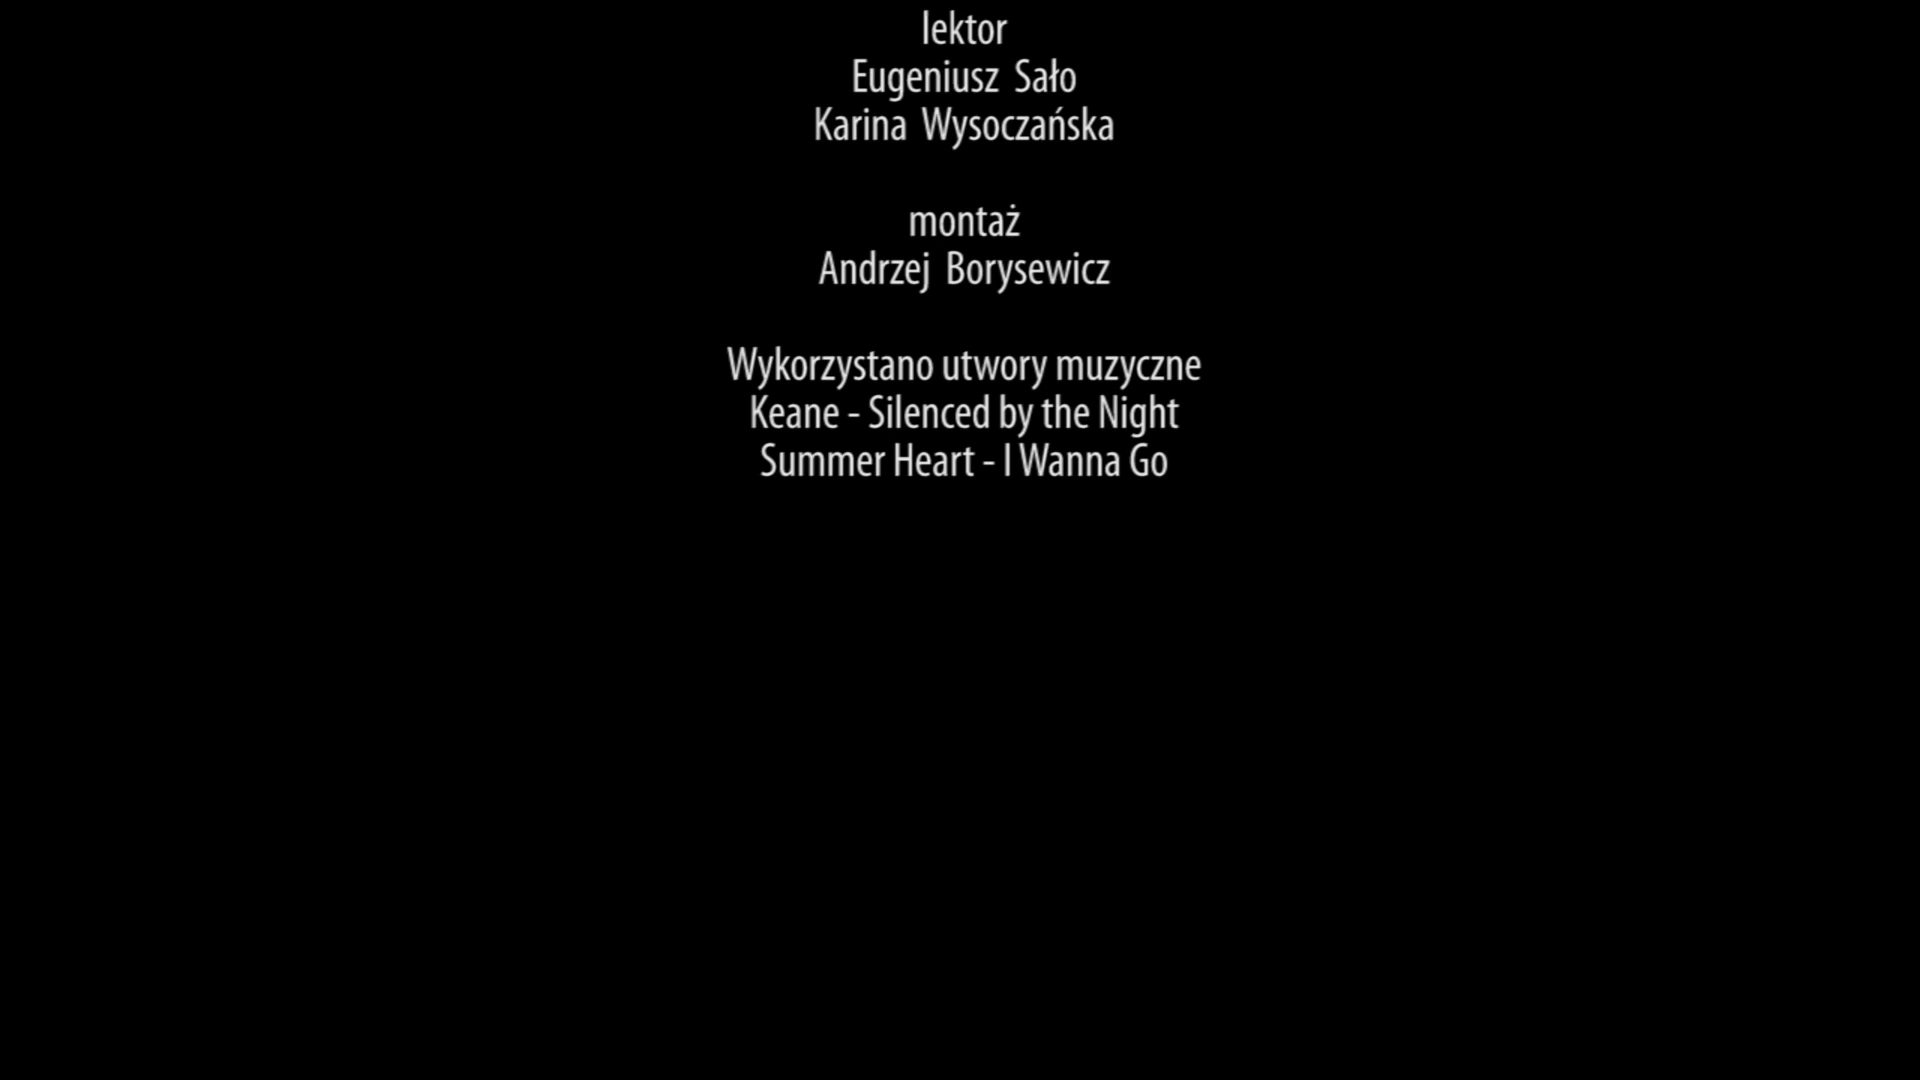 lektor
Eugeniusz Sało
Karina Wysoczańska
montaż
Andrzej Borysewicz
Wykorzystano utwory muzyczne
Keane - Silenced by the Night
Summer Heart - I Wanna Go